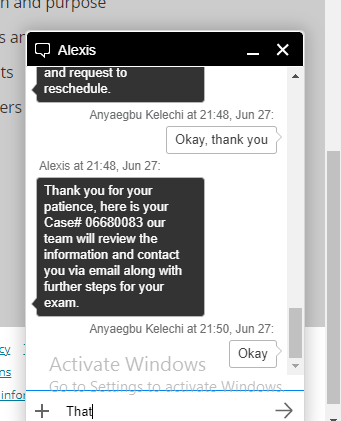 n and purpose
s ar
ts
ers
Alexis
and request to
reschedule.
Anyaegbu Kelechi at 21:48, Jun 27:
Okay, thank you
Alexis at 21:48, Jun 27:
Thank you for your
patience, here is your
Case# 06680083 our
team will review the
information and contact
you via email along with
further steps for your
exam.
Anyaegbu Kelechi at 21:50, Jun 27:
Okay
Activate Windows
Go to Settings to activate Windows.
cy
ns
infor
That